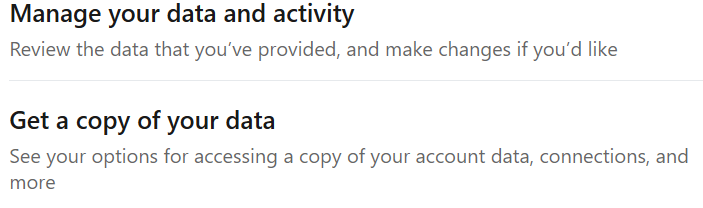 Manage your data and activity
Review the data that you’ve provided, and make changes if you’d like
Get a copy of your data
See your options for accessing a copy of your account data, connections, and
more